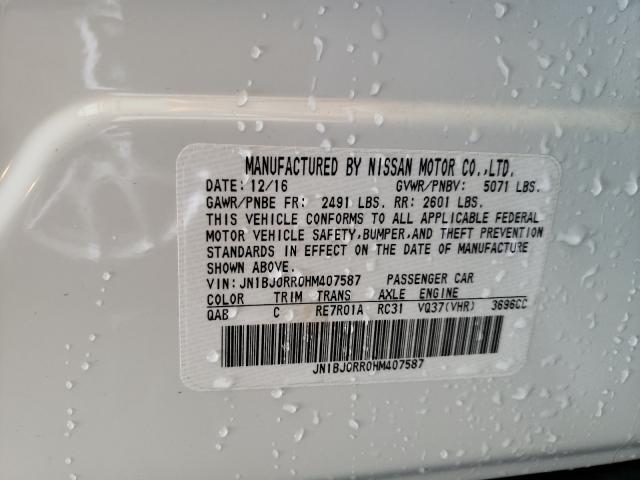 MANUFACTURED BY NISSAN MOTOR CO.,LTD.
DATE: 12/16 GVWR/PNBV: 5071 LBS.
GAWR/PNBE FR: 2491 LBS. RR: 2601 LBS.
THIS VEHICLE CONFORMS TO ALL APPLICABLE FEDERAL
MOTOR VEHICLE SAFETY,BUMPER,AND THEFT PREVENTION
STANDARDS IN EFFECT ON THE DATE OF MANUFACTURE
SHOWN ABOVE.
VIN: JN1BJ0RR0HM407587 PASSENGER CAR
COLOR TRIM TRANS AXLE ENGINE
QAB C RE7R01A RC31 VQ37(VHR) 3696CC
JN1BJ0RR0HM407587